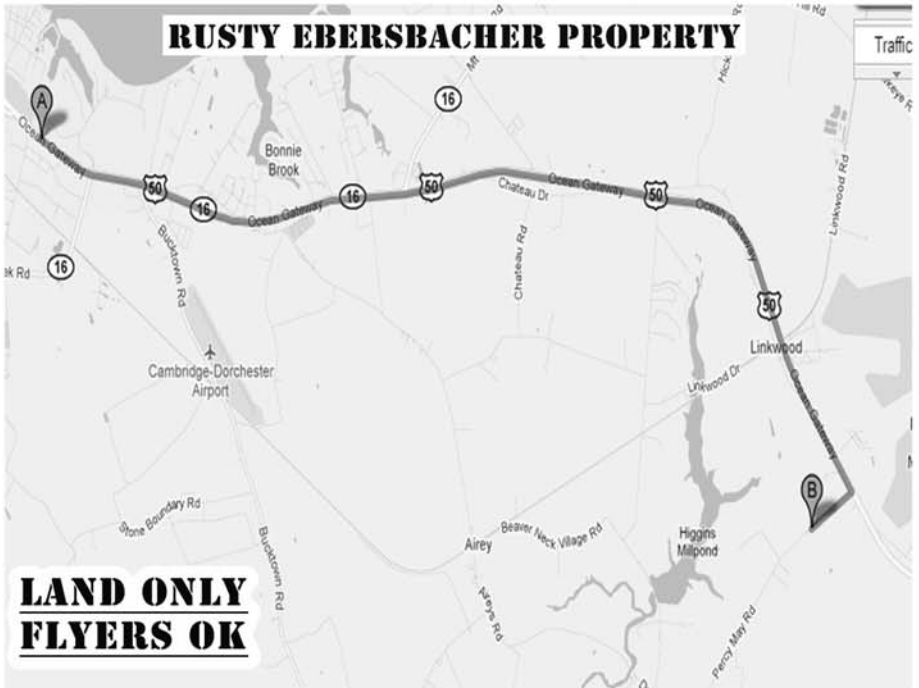 RUSTY EBERSBACHER PROPERTY
Traffic
A
Ocean Gateway
16
Bonnie
Brook
50
16
Ocean Gateway
16
50
Chateau Dr
Ocean Gateway
50
Ocean Gateway
Linkwood Rd
Bucktown Rd
16
Chateau Rd
50
Linkwood
Cambridge-Dorchester
Airport
Linkwood Dr
Ocean Gateway
B
Stone Boundary Rd
Bucktown Rd
Airey
Beaver Neck Village Rd
Higgins
Millpond
Aireys Rd
Percy May Rd
LAND ONLY
FLYERS OK